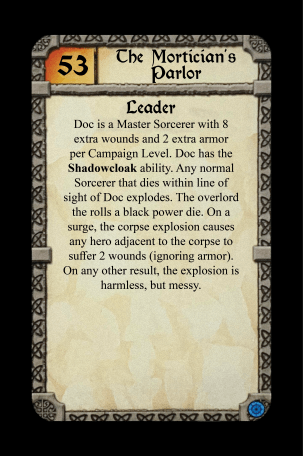 53
The Mortician's
Parlor
Leader
Doc is a Master Sorcerer with 8
extra wounds and 2 extra armor
per Campaign Level. Doc has the
Shadowcloak ability. Any normal
Sorcerer that dies within line of
sight of Doc explodes. The overlord
the rolls a black power die. On a
surge, the corpse explosion causes
any hero adjacent to the corpse to
suffer 2 wounds (ignoring armor).
On any other result, the explosion is
harmless, but messy.